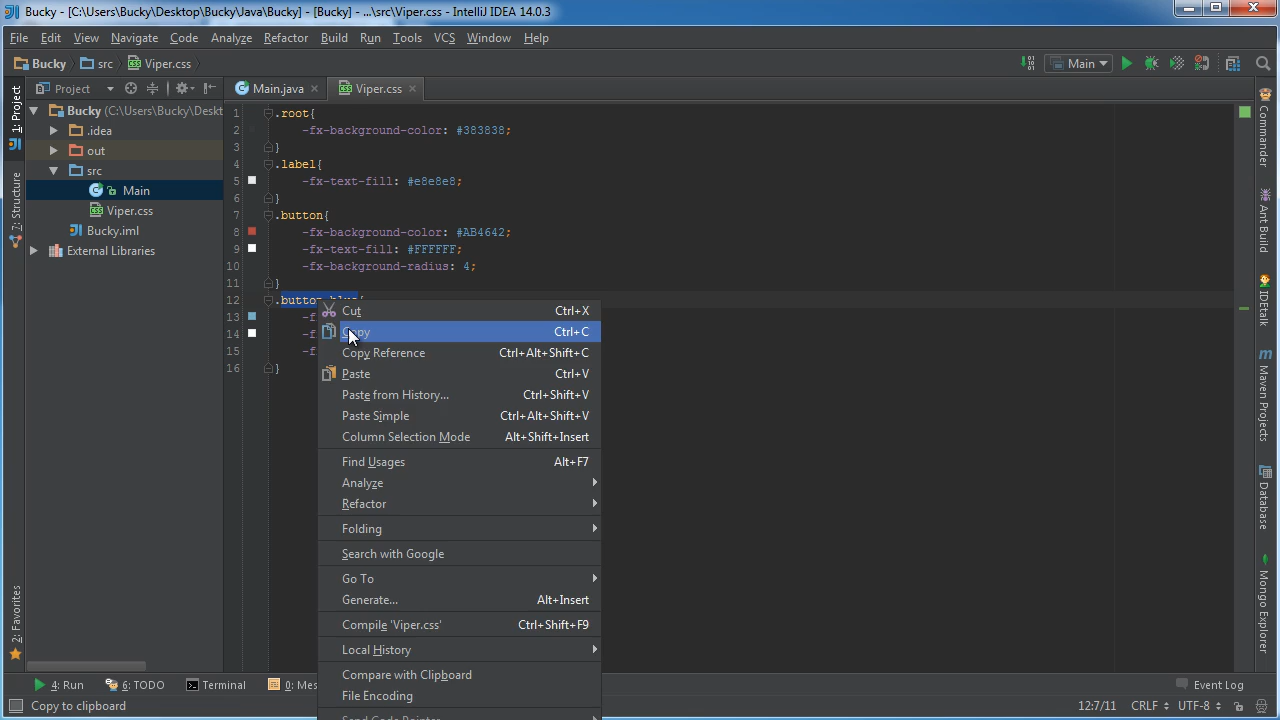 Bucky - [C:\Users\Bucky\Desktop\Bucky\Java\Bucky] - [Bucky] - ...\src\Viper.css - IntelliJ IDEA 14.0.3
File Edit View Navigate Code Analyze Refactor Build Run Tools VCS Window Help
Bucky src Viper.css Main
Project Main.java Viper.css
1: Project
7: Structure
2: Favorites
Bucky (C:\Users\Bucky\Deskt
.idea
out
src
Main
Viper.css
Bucky.iml
External Libraries
1 .root{
2 -fx-background-color: #383838;
3 }
4 .label{
5 -fx-text-fill: #e8e8e8;
6 }
7 .button{
8 -fx-background-color: #AB4642;
9 -fx-text-fill: #FFFFFF;
10 -fx-background-radius: 4;
11 }
12 .button-blue{
13 -f
14 -f
15 -f
16 }
Cut Ctrl+X
Copy Ctrl+C
Copy Reference Ctrl+Alt+Shift+C
Paste Ctrl+V
Paste from History... Ctrl+Shift+V
Paste Simple Ctrl+Alt+Shift+V
Column Selection Mode Alt+Shift+Insert
Find Usages Alt+F7
Analyze
Refactor
Folding
Search with Google
Go To
Generate... Alt+Insert
Compile 'Viper.css' Ctrl+Shift+F9
Local History
Compare with Clipboard
File Encoding
Commander
Ant Build
IDEtalk
Maven Projects
Database
Mongo Explorer
4: Run 6: TODO Terminal 0: Mes Event Log
Copy to clipboard 12:7/11 CRLF UTF-8